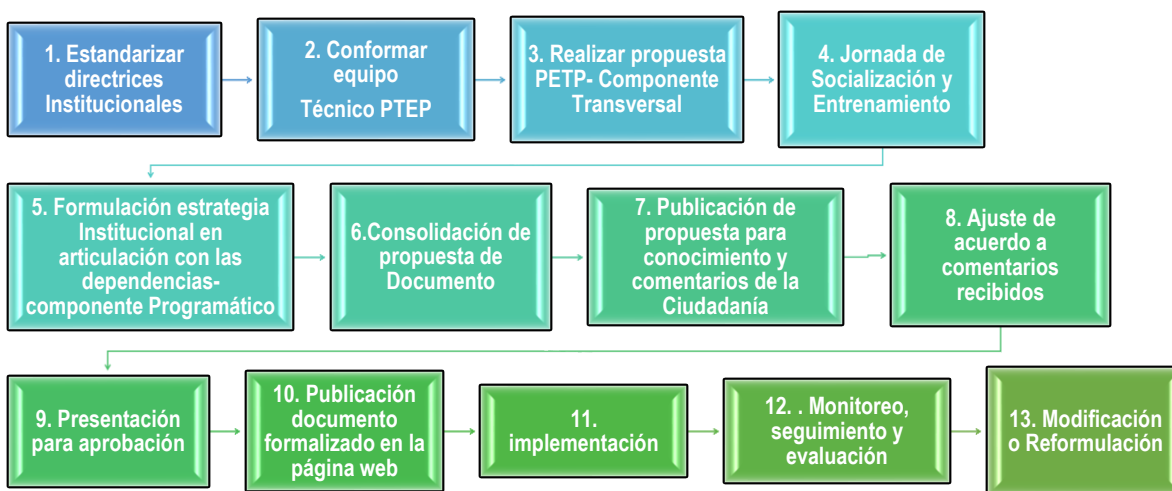 1. Estandarizar
directrices
Institucionales
2. Conformar
equipo
Técnico PTEP
3. Realizar propuesta
PETP- Componente
Transversal
4. Jornada de
Socialización y
Entrenamiento
5. Formulación estrategia
Institucional en
articulación con las
dependencias-
componente Programático
6.Consolidación de
propuesta de
Documento
7. Publicación de
propuesta para
conocimiento y
comentarios de la
Ciudadanía
8. Ajuste de
acuerdo a
comentarios
recibidos
9. Presentación
para aprobación
10. Publicación
documento
formalizado en la
página web
11.
implementación
12. . Monitoreo,
seguimiento y
evaluación
13. Modificación
o Reformulación